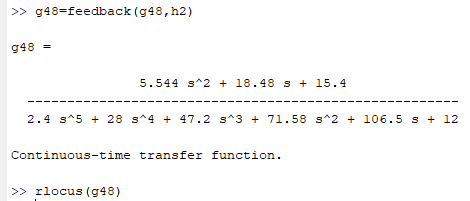 >> g48=feedback(g48,h2)
g48 =
5.544 s^2 + 18.48 s + 15.4
-----------------------------------------------------
2.4 s^5 + 28 s^4 + 47.2 s^3 + 71.58 s^2 + 106.5 s + 12
Continuous-time transfer function.
>> rlocus(g48)